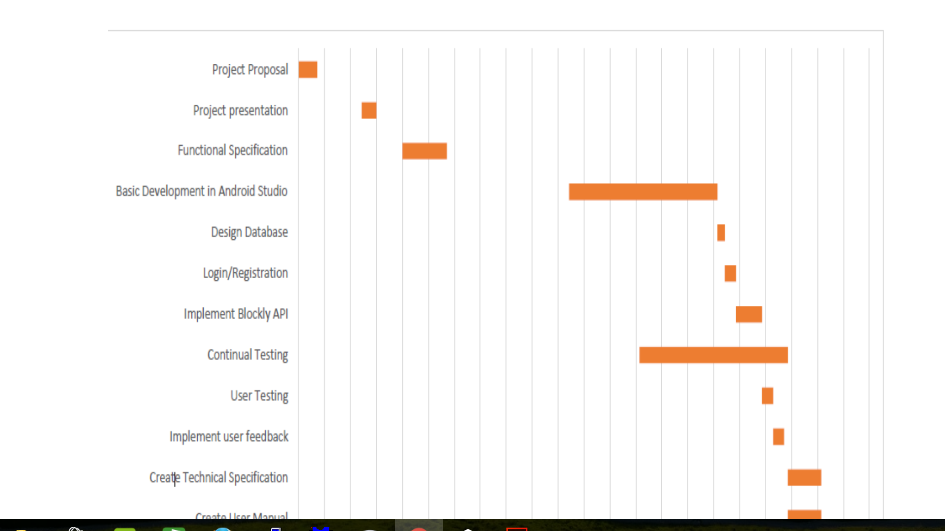 Project Proposal
Project presentation
Functional Specification
Basic Development in Android Studio
Design Database
Login/Registration
Implement Blockly API
Continual Testing
User Testing
Implement user feedback
Create Technical Specification
Create User Manual